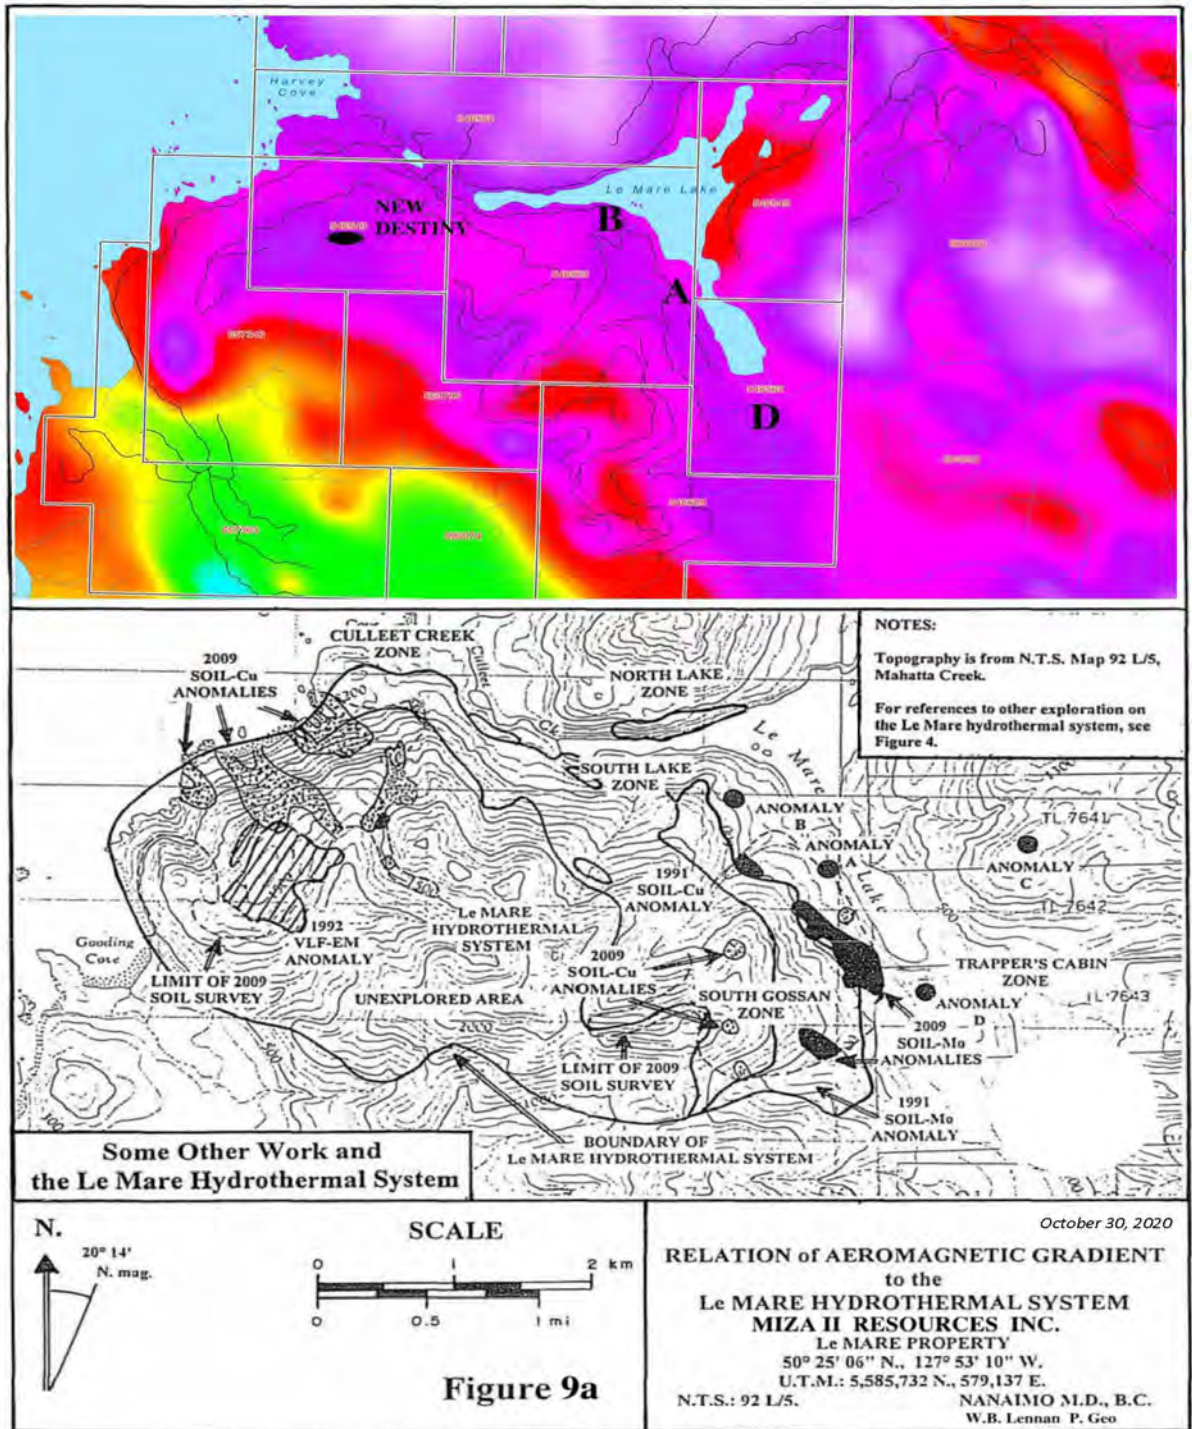 Harvey
Cove
Le Mare Lake
NEW
DESTINY
B
A
D
NOTES:
Topography is from N.T.S. Map 92 L/5,
Mahatta Creek.
For references to other exploration on
the Le Mare hydrothermal system, see
Figure 4.
CULLEET CREEK
ZONE
2009
SOIL-Cu
ANOMALIES
Culleet
Ck.
NORTH LAKE
ZONE
Le Mare
Lake
SOUTH LAKE
ZONE
ANOMALY
B
ANOMALY
A
TL 7641
ANOMALY
C
TL 7642
1991
SOIL-Cu
ANOMALY
Le MARE
HYDROTHERMAL
SYSTEM
1992
VLF-EM
ANOMALY
Gooding
Cove
LIMIT OF 2009
SOIL SURVEY
UNEXPLORED AREA
2009
SOIL-Cu
ANOMALIES
SOUTH GOSSAN
ZONE
TRAPPER'S CABIN
ZONE
TL 7643
ANOMALY
D
2009
SOIL-Mo
ANOMALIES
LIMIT OF 2009
SOIL SURVEY
1991
SOIL-Mo
ANOMALY
BOUNDARY OF
Le MARE HYDROTHERMAL SYSTEM
500
2000
500
1000
Some Other Work and
the Le Mare Hydrothermal System
N.
20° 14'
N. mag.
SCALE
0 1 2 km
0 0.5 1 mi
Figure 9a
October 30, 2020
RELATION of AEROMAGNETIC GRADIENT
to the
Le MARE HYDROTHERMAL SYSTEM
MIZA II RESOURCES INC.
Le MARE PROPERTY
50° 25' 06" N., 127° 53' 10" W.
U.T.M.: 5,585,732 N., 579,137 E.
N.T.S.: 92 L/5. NANAIMO M.D., B.C.
W.B. Lennan P. Geo